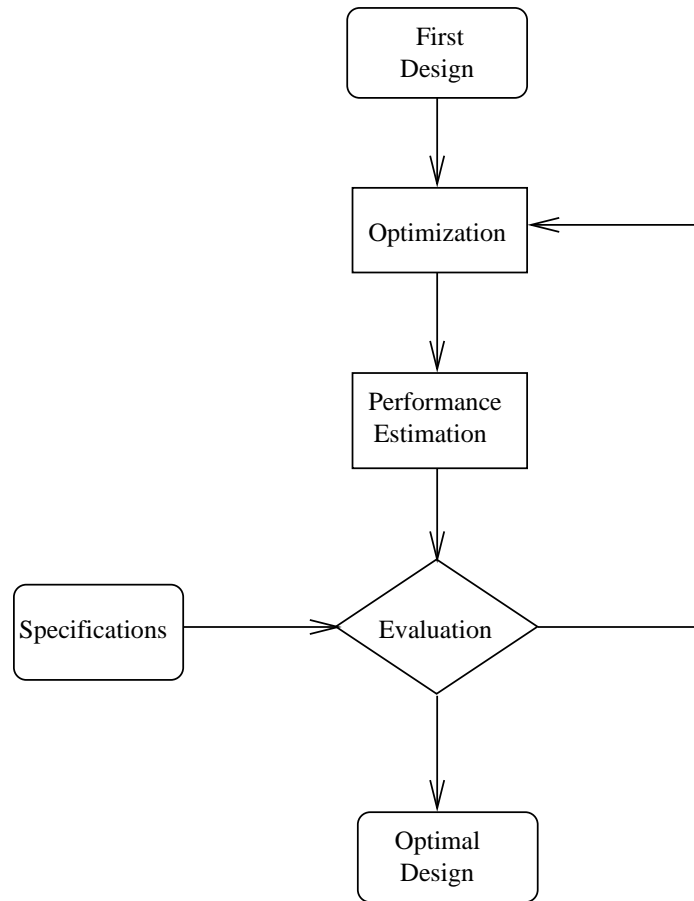 First
Design
Optimization
Performance
Estimation
Specifications
Evaluation
Optimal
Design